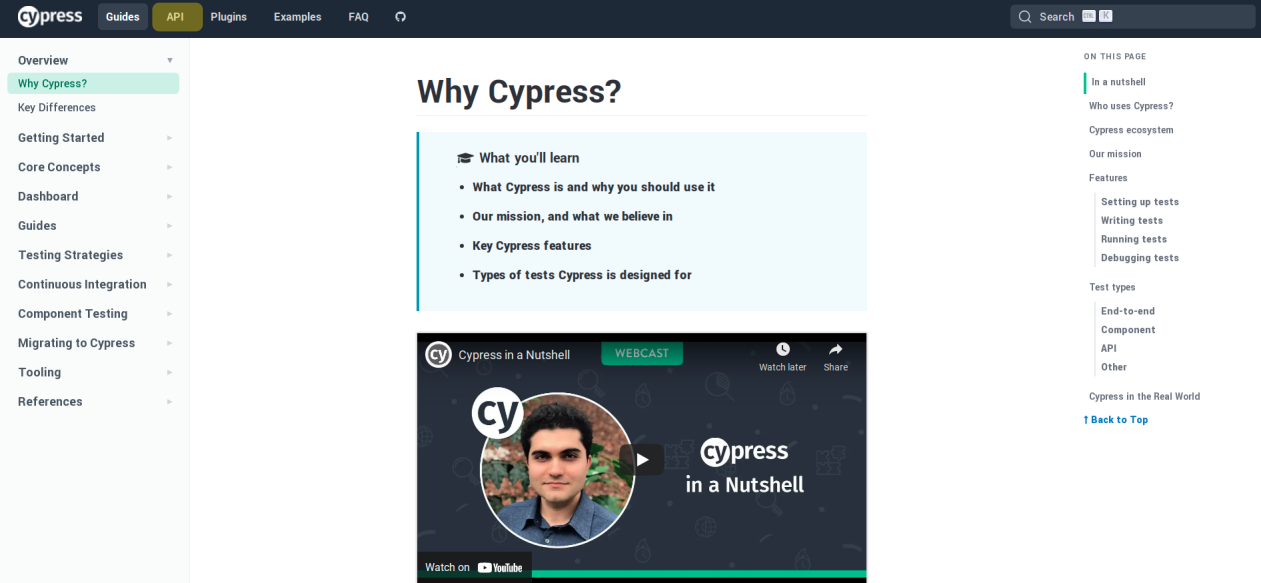 cypress
Guides
API
Plugins
Examples
FAQ
Search CTRL K
Overview
Why Cypress?
Key Differences
Getting Started
Core Concepts
Dashboard
Guides
Testing Strategies
Continuous Integration
Component Testing
Migrating to Cypress
Tooling
References
Why Cypress?
What you'll learn
• What Cypress is and why you should use it
• Our mission, and what we believe in
• Key Cypress features
• Types of tests Cypress is designed for
cy
Cypress in a Nutshell
WEBCAST
Watch later
Share
cy
cypress
in a Nutshell
Watch on YouTube
ON THIS PAGE
In a nutshell
Who uses Cypress?
Cypress ecosystem
Our mission
Features
Setting up tests
Writing tests
Running tests
Debugging tests
Test types
End-to-end
Component
API
Other
Cypress in the Real World
↑ Back to Top